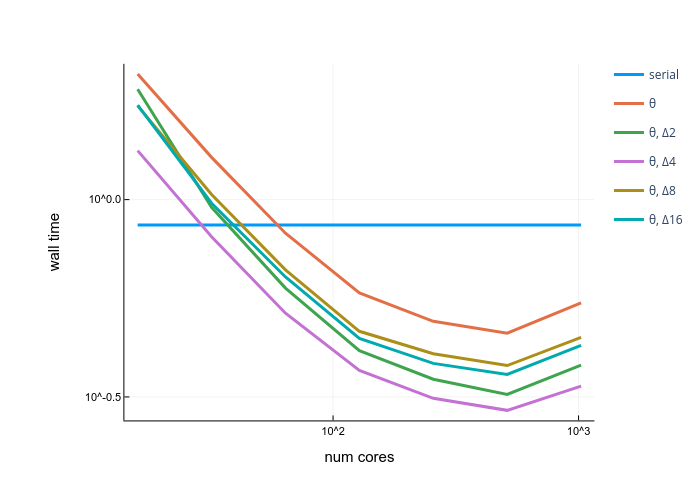 serial
θ
θ, Δ2
θ, Δ4
θ, Δ8
θ, Δ16
wall time
10^0.0
10^-0.5
10^2
10^3
num cores